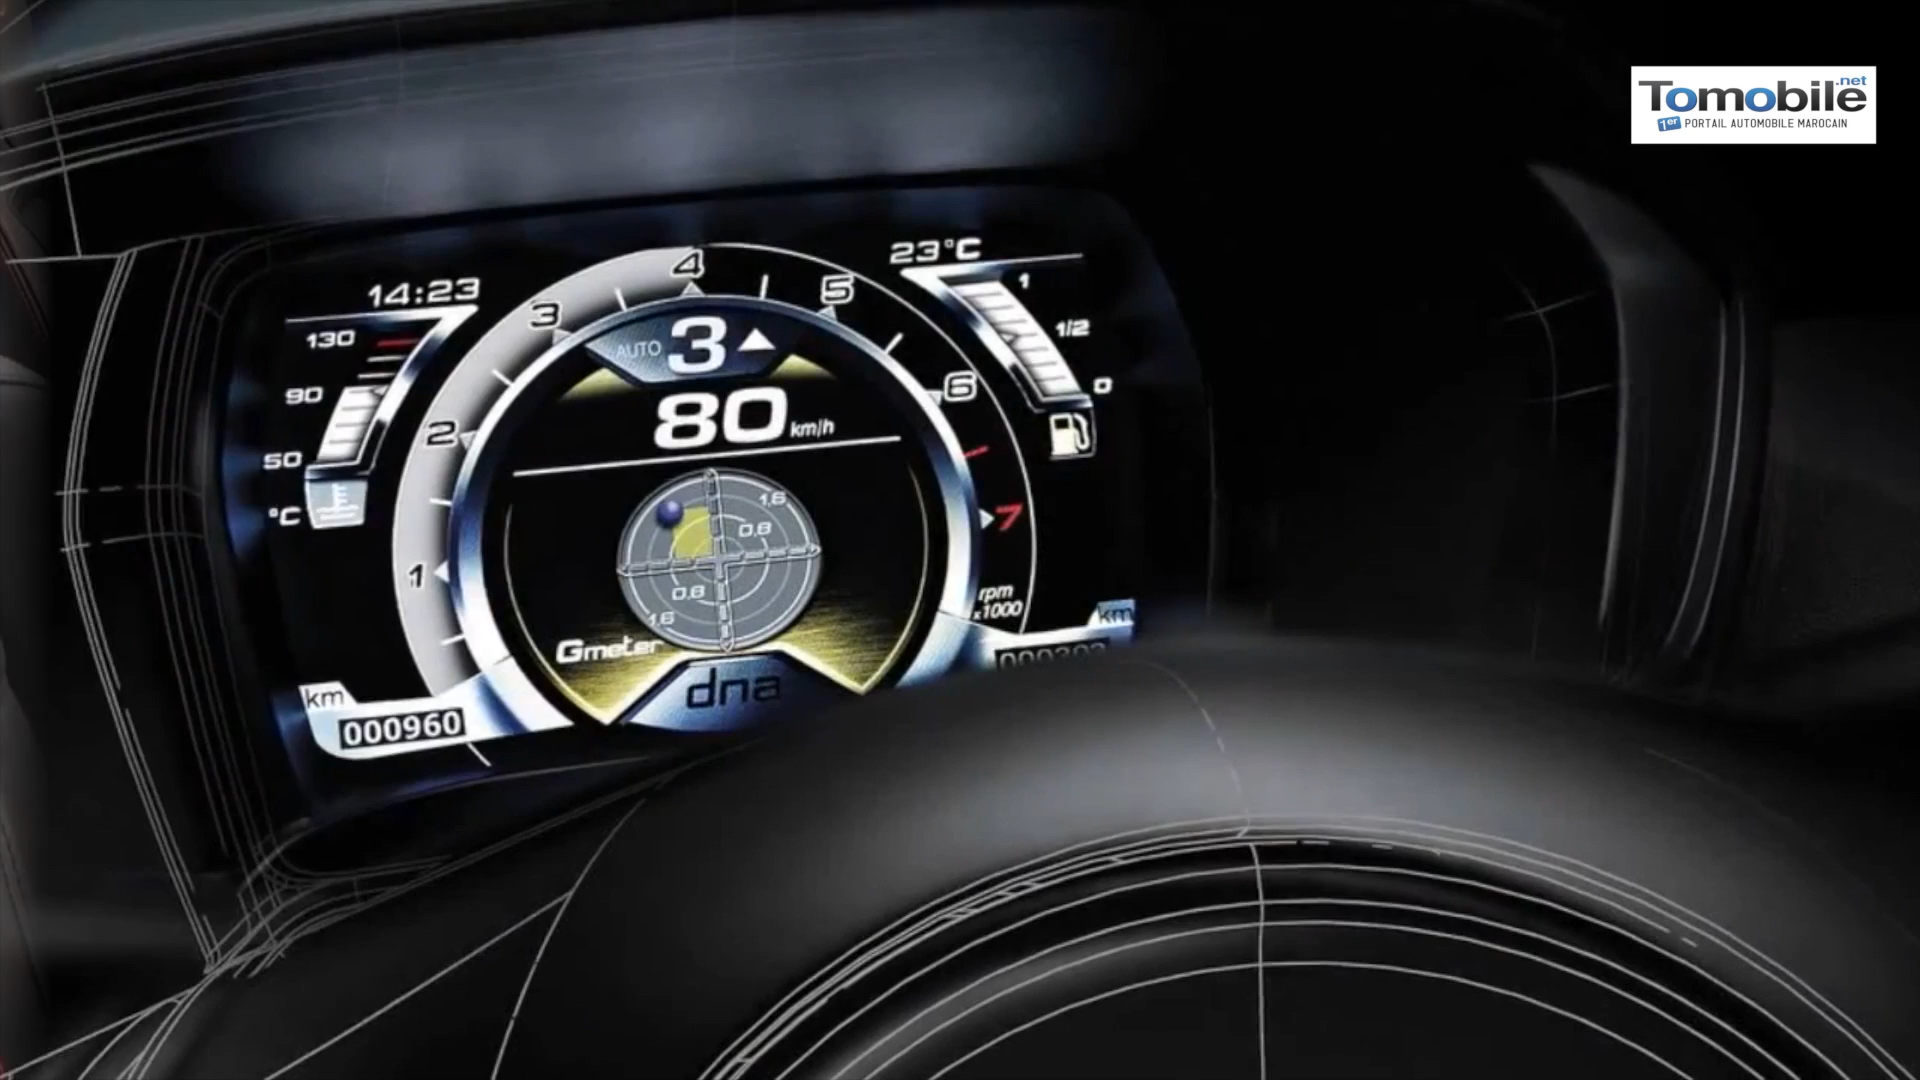 Tomobile.net
1er PORTAIL AUTOMOBILE MAROCAIN
14:23
130
90
50
°C
23°C
1
1/2
0
1
2
3
4
5
6
7
rpm
x1000
AUTO 3
80 km/h
1,6
0,8
0,8
1,6
Gmeter
dna
km
000960
km